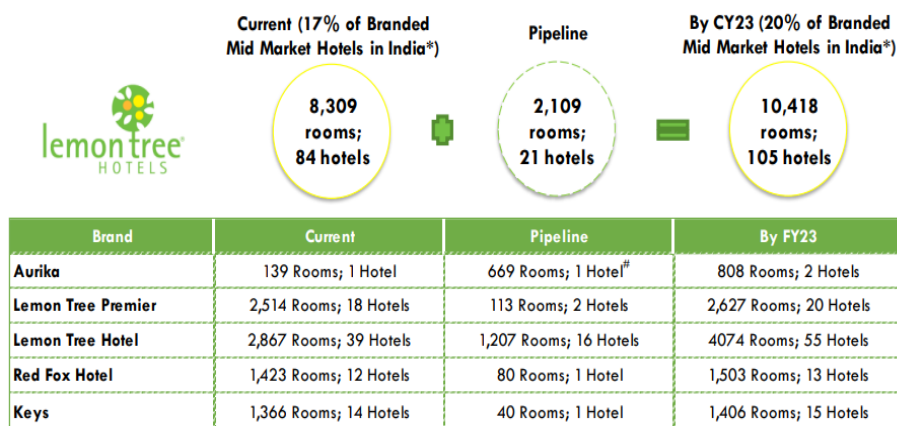 Current (17% of Branded
Mid Market Hotels in India*)
Pipeline
By CY23 (20% of Branded
Mid Market Hotels in India*)
lemon tree®
HOTELS
8,309
rooms;
84 hotels
2,109
rooms;
21 hotels
10,418
rooms;
105 hotels
Brand Current Pipeline By FY23
Aurika 139 Rooms; 1 Hotel 669 Rooms; 1 Hotel# 808 Rooms; 2 Hotels
Lemon Tree Premier 2,514 Rooms; 18 Hotels 113 Rooms; 2 Hotels 2,627 Rooms; 20 Hotels
Lemon Tree Hotel 2,867 Rooms; 39 Hotels 1,207 Rooms; 16 Hotels 4074 Rooms; 55 Hotels
Red Fox Hotel 1,423 Rooms; 12 Hotels 80 Rooms; 1 Hotel 1,503 Rooms; 13 Hotels
Keys 1,366 Rooms; 14 Hotels 40 Rooms; 1 Hotel 1,406 Rooms; 15 Hotels